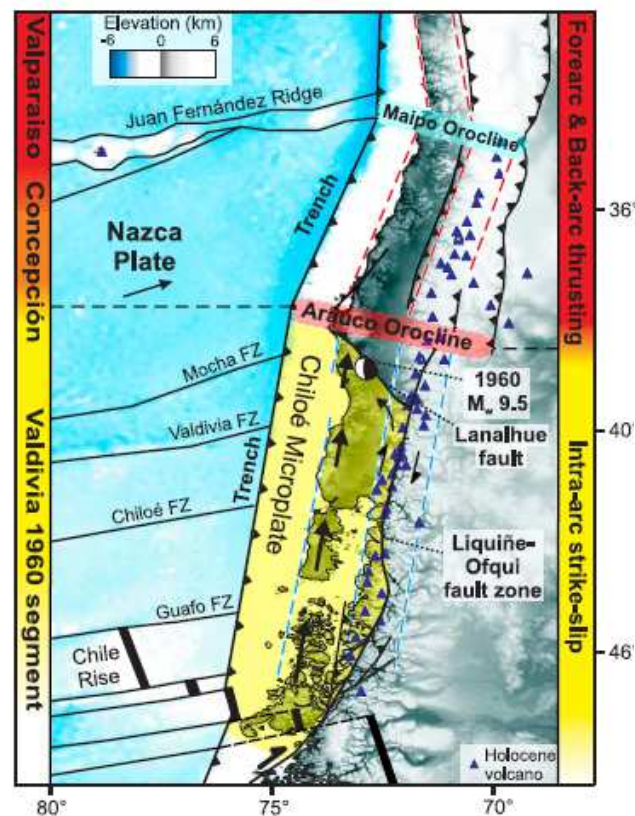 Elevation (km)
-6 0 6
Valparaiso
Concepción
Valdivia 1960 segment
Juan Fernández Ridge
Maipo Orocline
Forearc & Back-arc thrusting
Intra-arc strike-slip
36°
Trench
Nazca
Plate
Arauco Orocline
Mocha FZ
1960
Mw 9.5
Chiloé Microplate
Lanalhue
fault
40°
Valdivia FZ
Trench
Chiloé FZ
Liquiñe-
Ofqui
fault zone
Guafo FZ
Chile
Rise
46°
Holocene
volcano
80° 75° 70°